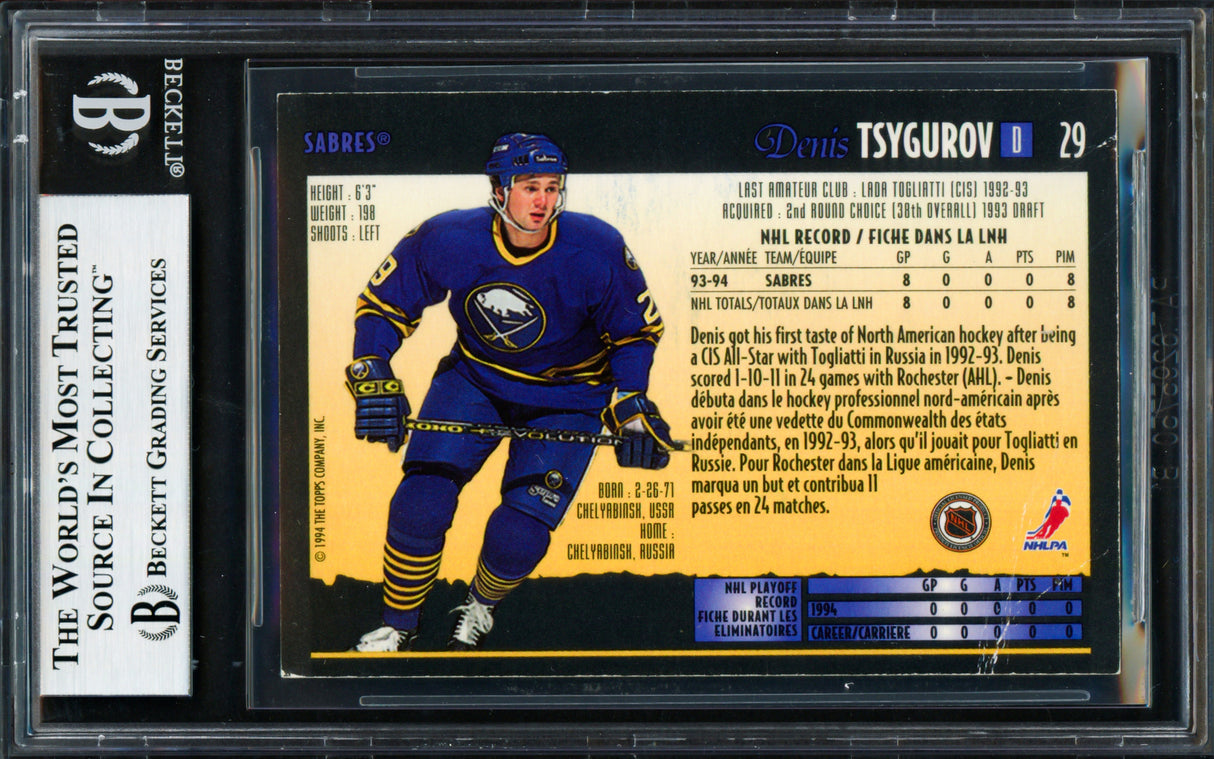 BECKETT®
THE WORLD'S MOST TRUSTED
SOURCE IN COLLECTING™
BECKETT GRADING SERVICES
SABRES®
Denis TSYGUROV D 29
HEIGHT : 6'3"
WEIGHT : 198
SHOOTS : LEFT
LAST AMATEUR CLUB : LADA TOGLIATTI (CIS) 1992-93
ACQUIRED : 2nd ROUND CHOICE (38th OVERALL) 1993 DRAFT
NHL RECORD / FICHE DANS LA LNH
YEAR/ANNÉE TEAM/ÉQUIPE GP G A PTS PIM
93-94 SABRES 8 0 0 0 8
NHL TOTALS/TOTAUX DANS LA LNH 8 0 0 0 8
Denis got his first taste of North American hockey after being
a CIS All-Star with Togliatti in Russia in 1992-93. Denis
scored 1-10-11 in 24 games with Rochester (AHL). - Denis
débuta dans le hockey professionnel nord-américain après
avoir été une vedette du Commonwealth des états
indépendants, en 1992-93, alors qu'il jouait pour Togliatti en
Russie. Pour Rochester dans la Ligue américaine, Denis
marqua un but et contribua 11
passes en 24 matches.
BORN : 2-26-71
CHELYABINSK, USSR
HOME :
CHELYABINSK, RUSSIA
© 1994 THE TOPPS COMPANY, INC.
NHL
NHLPA
™
NHL PLAYOFF
RECORD
FICHE DURANT LES
ELIMINATOIRES
GP G A PTS PIM
1994 0 0 0 0 0
CAREER/CARRIERE 0 0 0 0 0